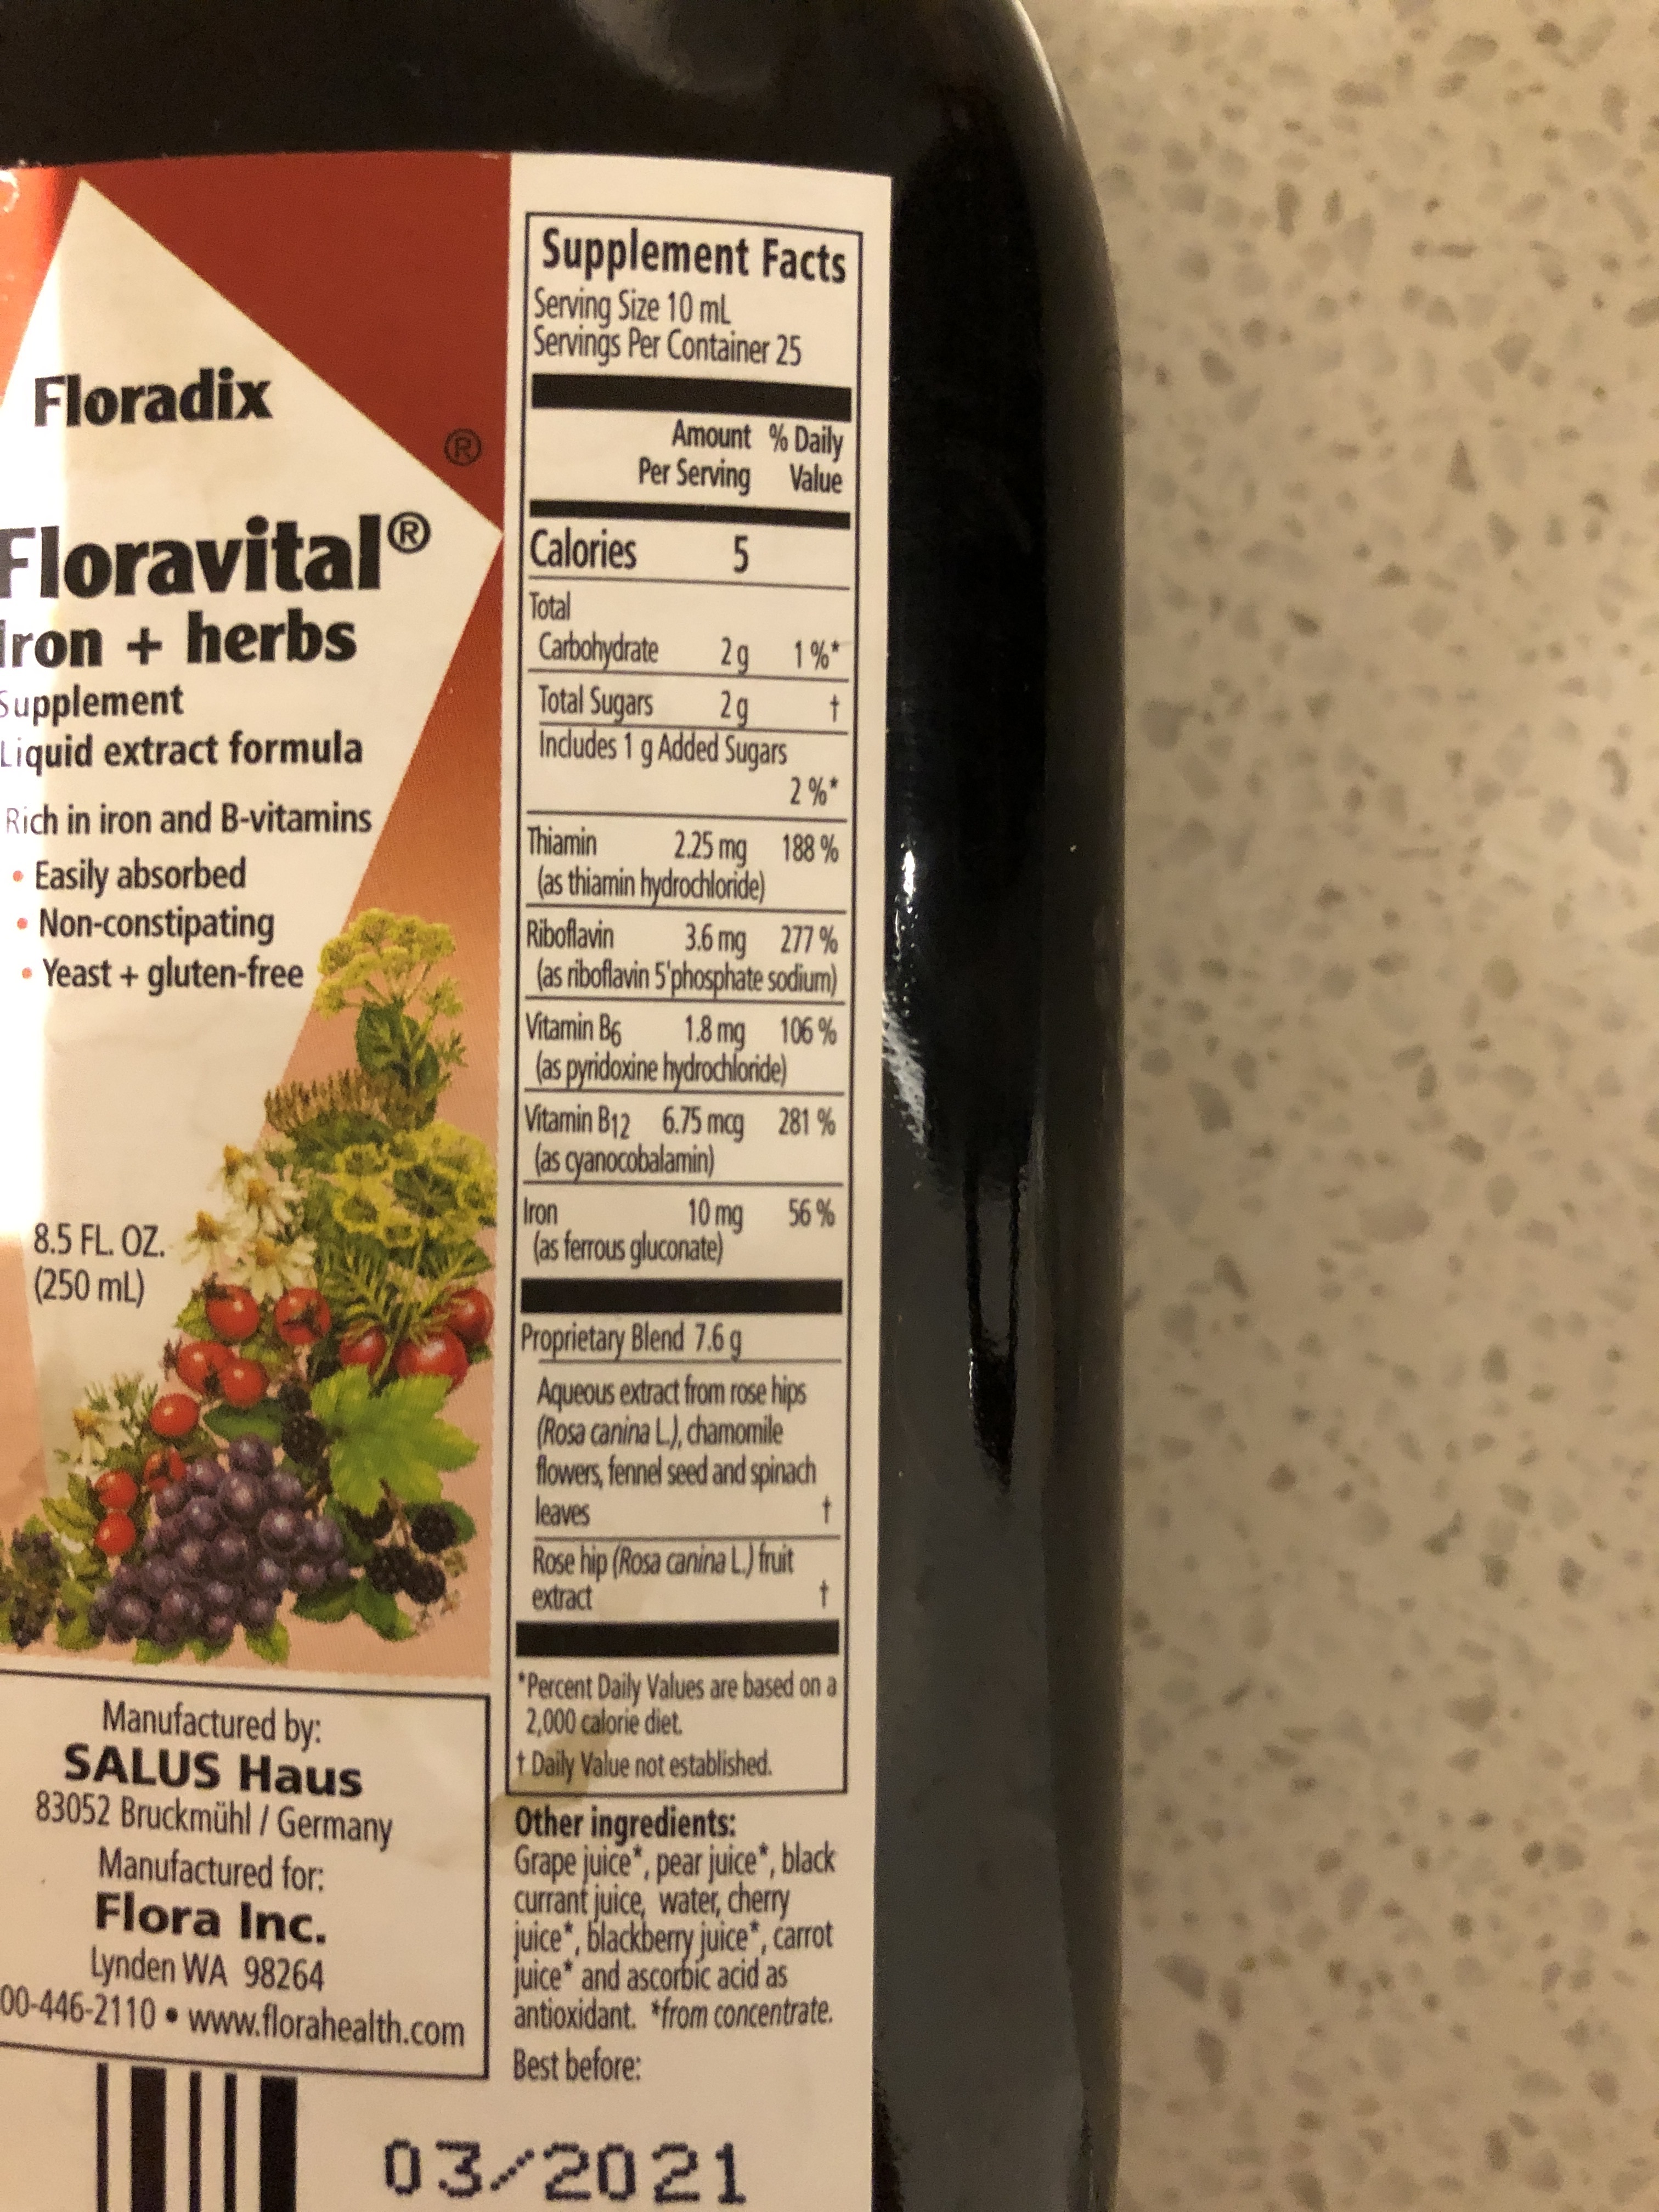 Floradix
®
Floravital®
Iron + herbs
Supplement
Liquid extract formula
Rich in iron and B-vitamins
• Easily absorbed
• Non-constipating
• Yeast + gluten-free
8.5 FL. OZ.
(250 mL)
Manufactured by:
SALUS Haus
83052 Bruckmühl / Germany
Manufactured for:
Flora Inc.
Lynden WA 98264
00-446-2110 • www.florahealth.com
Supplement Facts
Serving Size 10 mL
Servings Per Container 25
Amount % Daily
Per Serving Value
Calories 5
Total
Carbohydrate 2 g 1 %*
Total Sugars 2 g †
Includes 1 g Added Sugars
2 %*
Thiamin 2.25 mg 188 %
(as thiamin hydrochloride)
Riboflavin 3.6 mg 277 %
(as riboflavin 5'phosphate sodium)
Vitamin B6 1.8 mg 106 %
(as pyridoxine hydrochloride)
Vitamin B12 6.75 mcg 281 %
(as cyanocobalamin)
Iron 10 mg 56 %
(as ferrous gluconate)
Proprietary Blend 7.6 g
Aqueous extract from rose hips
(Rosa canina L.), chamomile
flowers, fennel seed and spinach
leaves †
Rose hip (Rosa canina L.) fruit
extract †
*Percent Daily Values are based on a
2,000 calorie diet.
† Daily Value not established.
Other ingredients:
Grape juice*, pear juice*, black
currant juice, water, cherry
juice*, blackberry juice*, carrot
juice* and ascorbic acid as
antioxidant. *from concentrate.
Best before:
03/2021